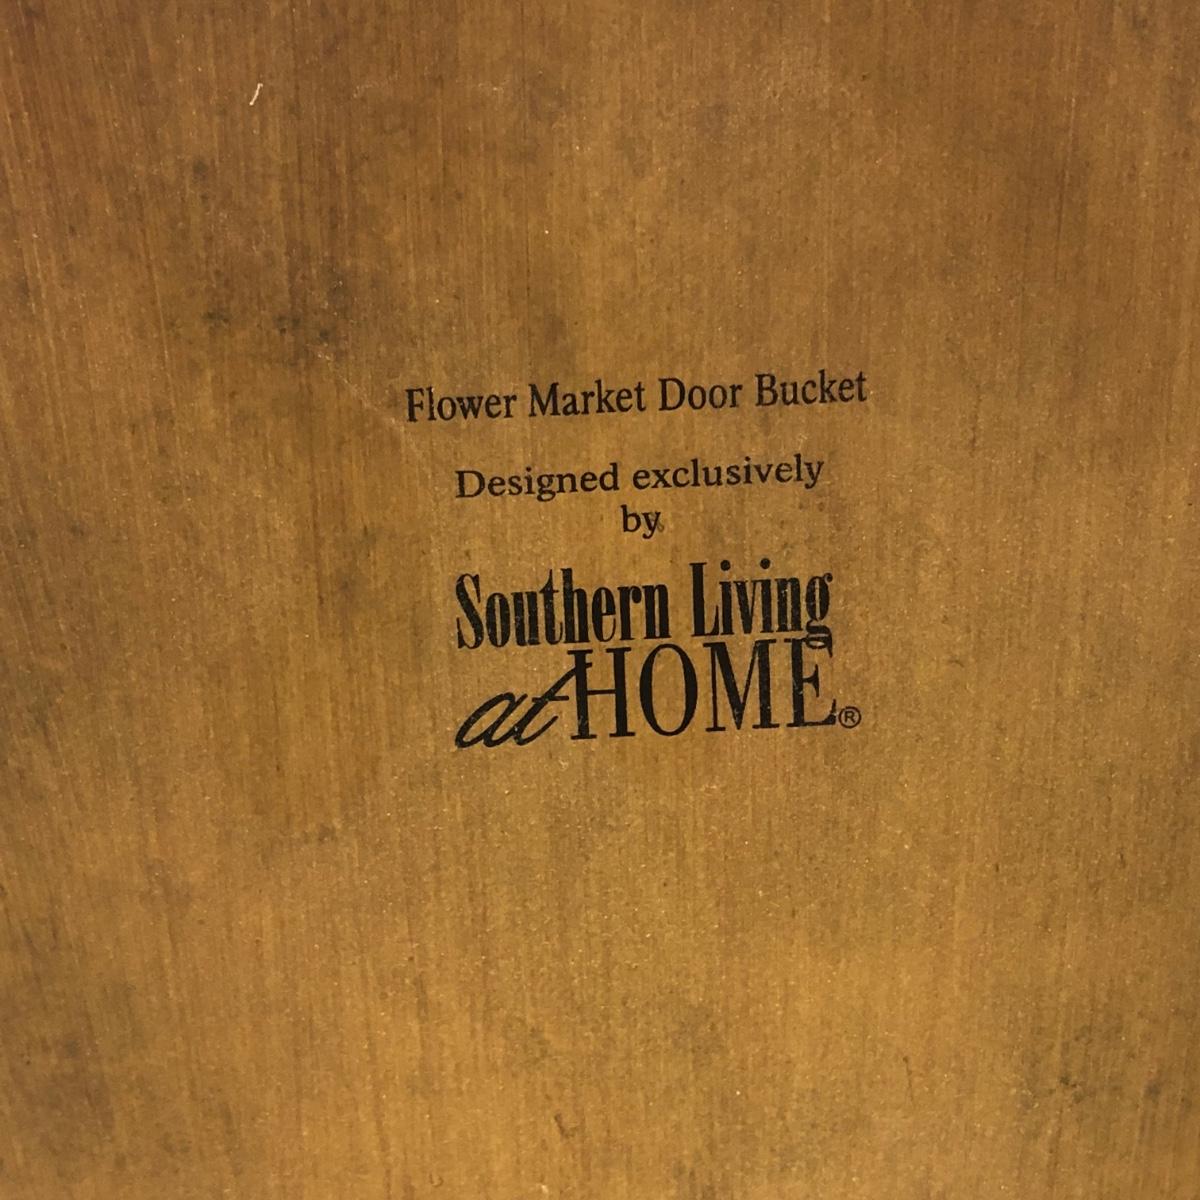 Flower Market Door Bucket
Designed exclusively
by
Southern Living
at HOME®